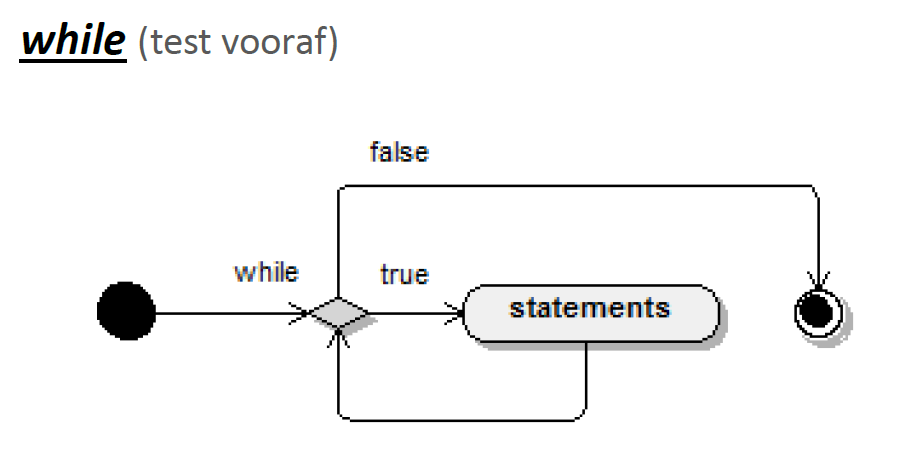 while (test vooraf)
false
while
true
statements